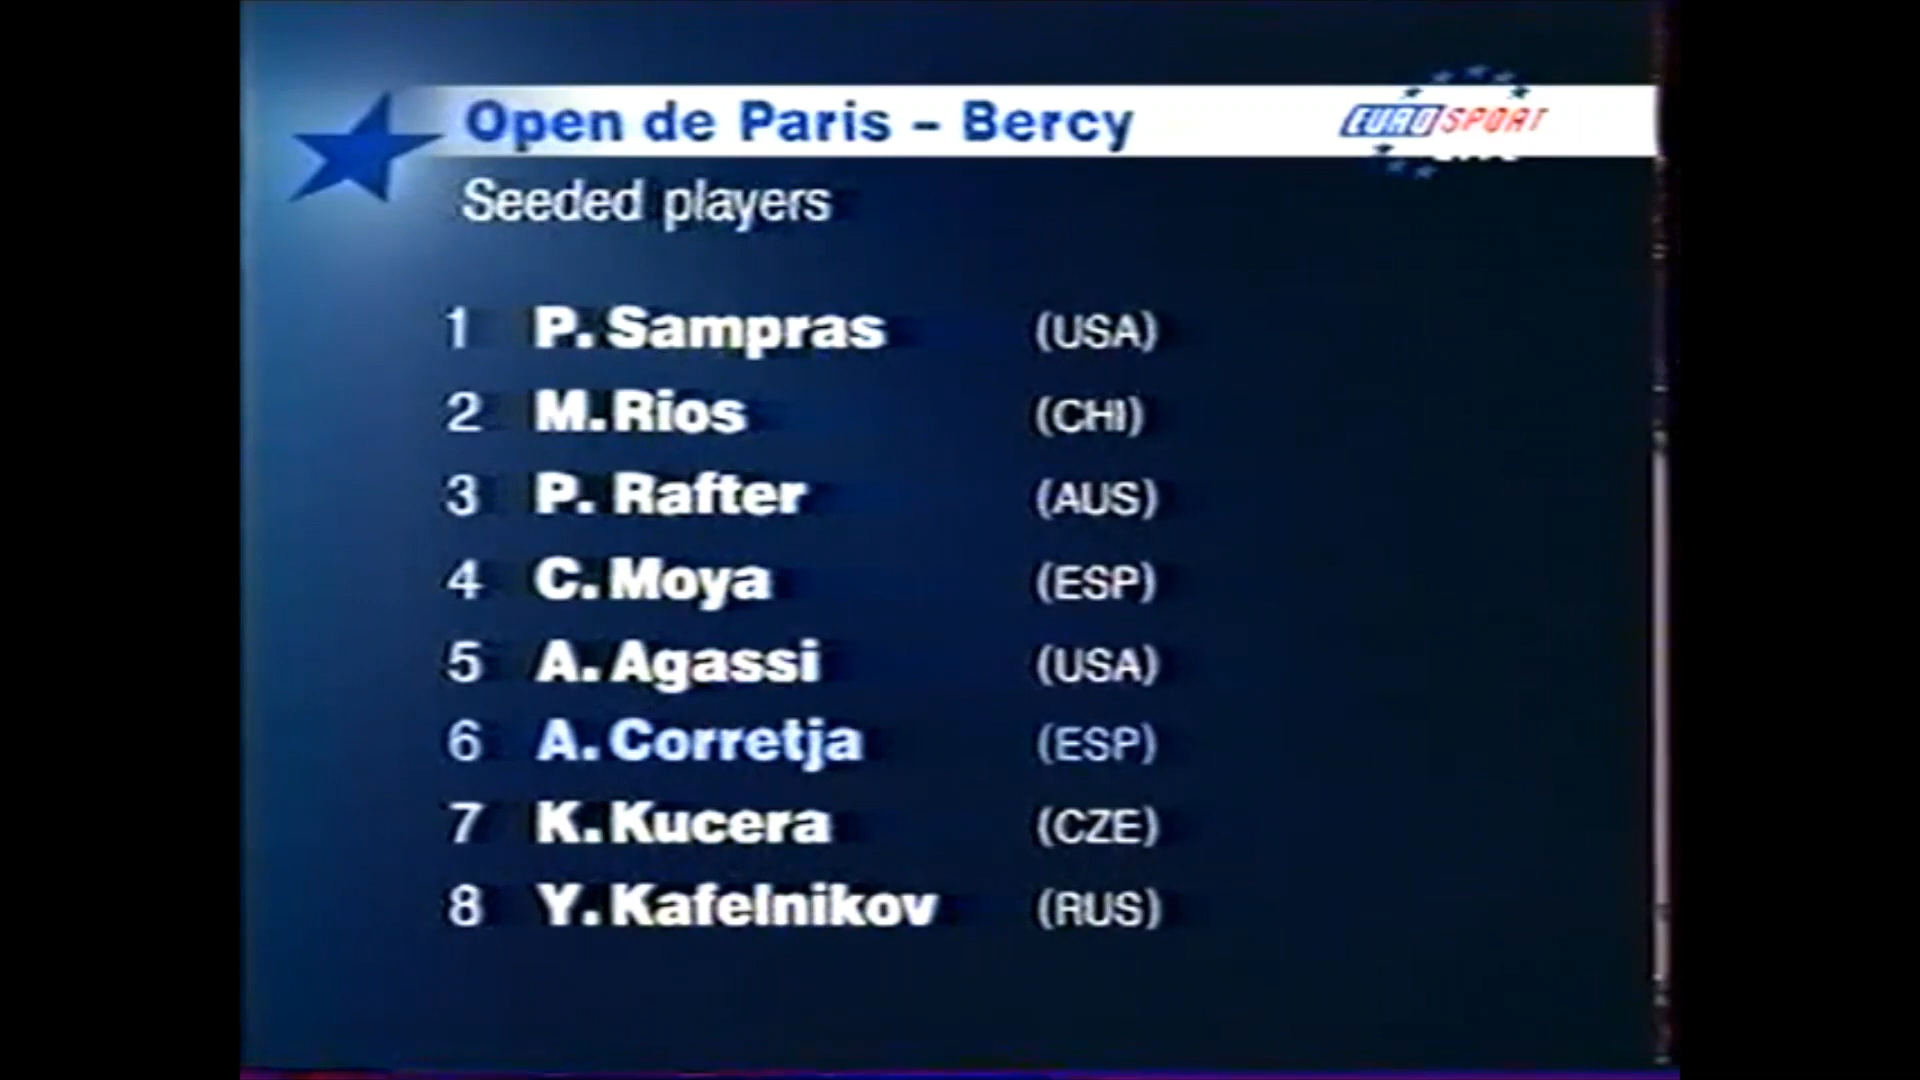 Open de Paris - Bercy
EUROSPORT
Seeded players
1 P. Sampras (USA)
2 M. Rios (CHI)
3 P. Rafter (AUS)
4 C. Moya (ESP)
5 A. Agassi (USA)
6 A. Corretja (ESP)
7 K. Kucera (CZE)
8 Y. Kafelnikov (RUS)